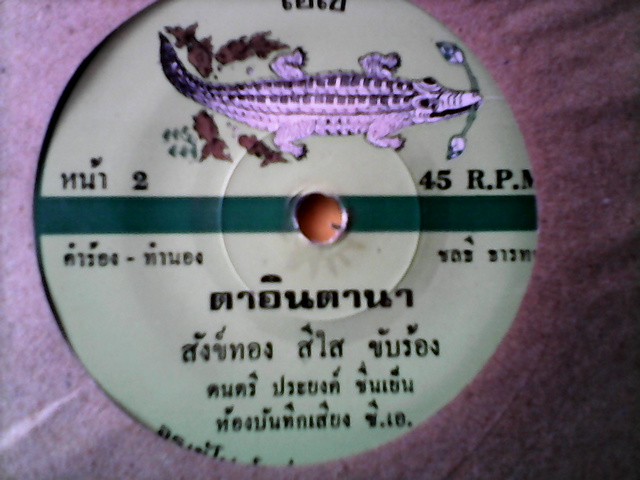 หน้า 2
45 R.P.M
คำร้อง - ทำนอง
ชลธี
ตาอินตานา
สังข์ทอง สีใส ขับร้อง
ดนตรี ประยงค์ ชื่นเย็น
ห้องบันทึกเสียง ซี.เอ.